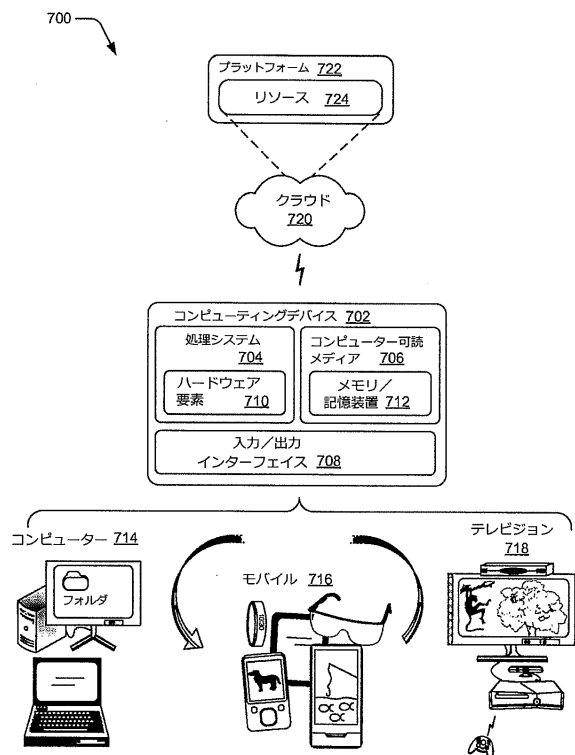 700
プラットフォーム 722
リソース 724
クラウド
720
コンピューティングデバイス 702
処理システム
704
ハードウェア
要素 710
コンピューター可読
メディア 706
メモリ/
記憶装置 712
入力/出力
インターフェイス 708
コンピューター 714
フォルダ
モバイル 716
テレビジョン
718